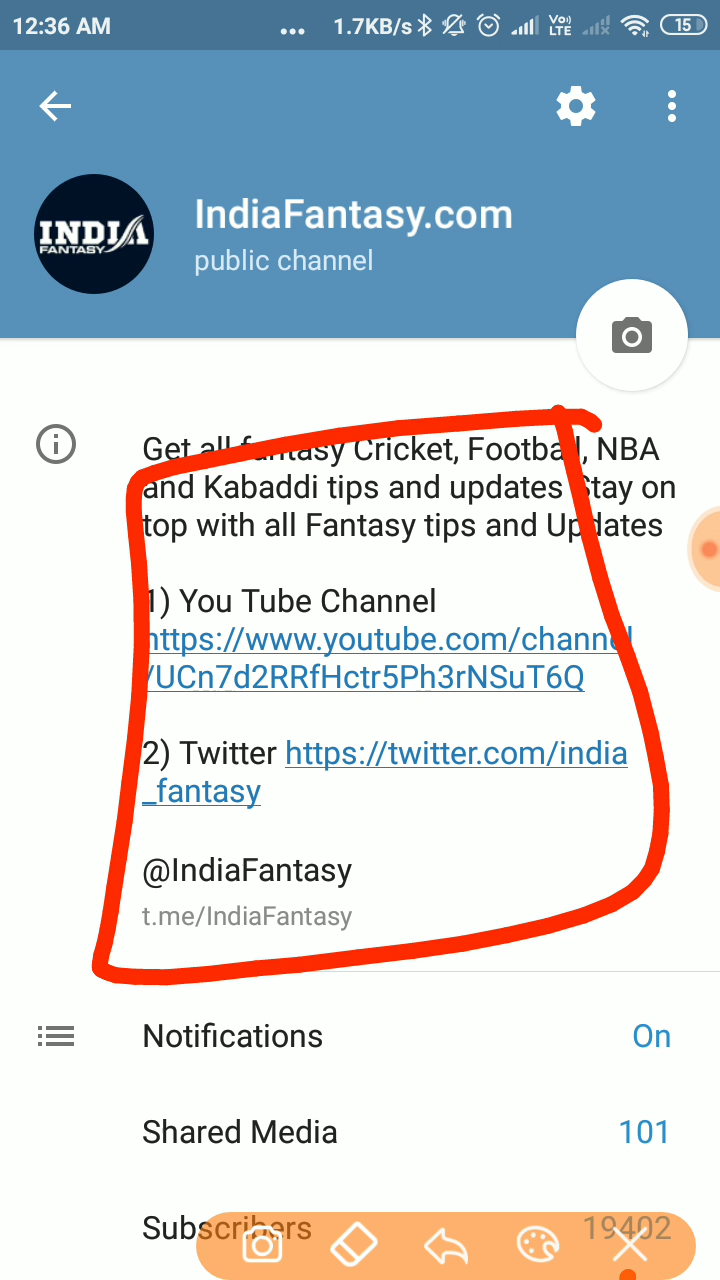 12:36 AM ... 1.7KB/s Vo)) LTE 15
INDIA
FANTASY
IndiaFantasy.com
public channel
Get all fantasy Cricket, Football, NBA
and Kabaddi tips and updates Stay on
top with all Fantasy tips and Updates
1) You Tube Channel
https://www.youtube.com/channel
/UCn7d2RRfHctr5Ph3rNSuT6Q
2) Twitter https://twitter.com/india
_fantasy
@IndiaFantasy
t.me/IndiaFantasy
Notifications On
Shared Media 101
Subscribers 19402